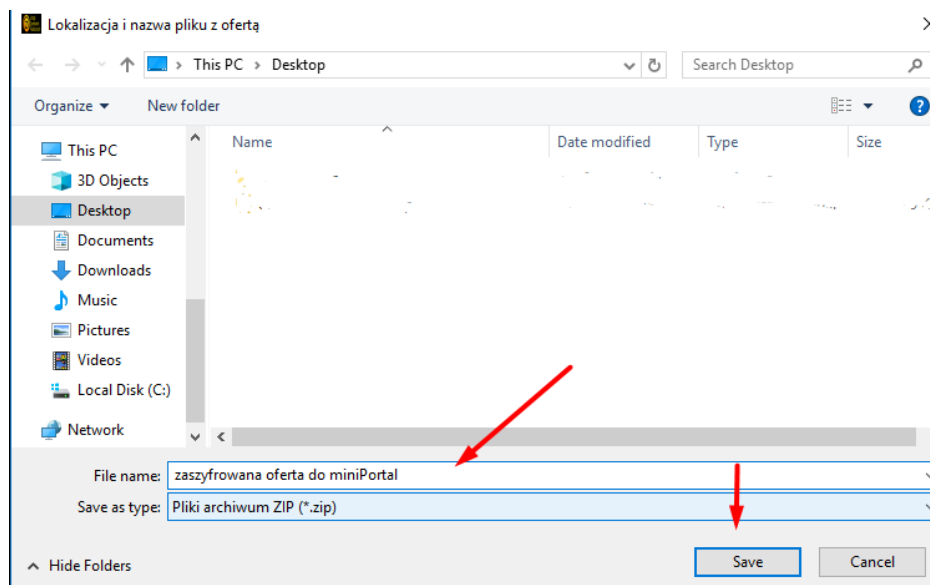 Lokalizacja i nazwa pliku z ofertą
This PC > Desktop
Search Desktop
Organize
New folder
Name
Date modified
Type
Size
This PC
3D Objects
Desktop
Documents
Downloads
Music
Pictures
Videos
Local Disk (C:)
Network
File name: zaszyfrowana oferta do miniPortal
Save as type: Pliki archiwum ZIP (*.zip)
Hide Folders
Save
Cancel